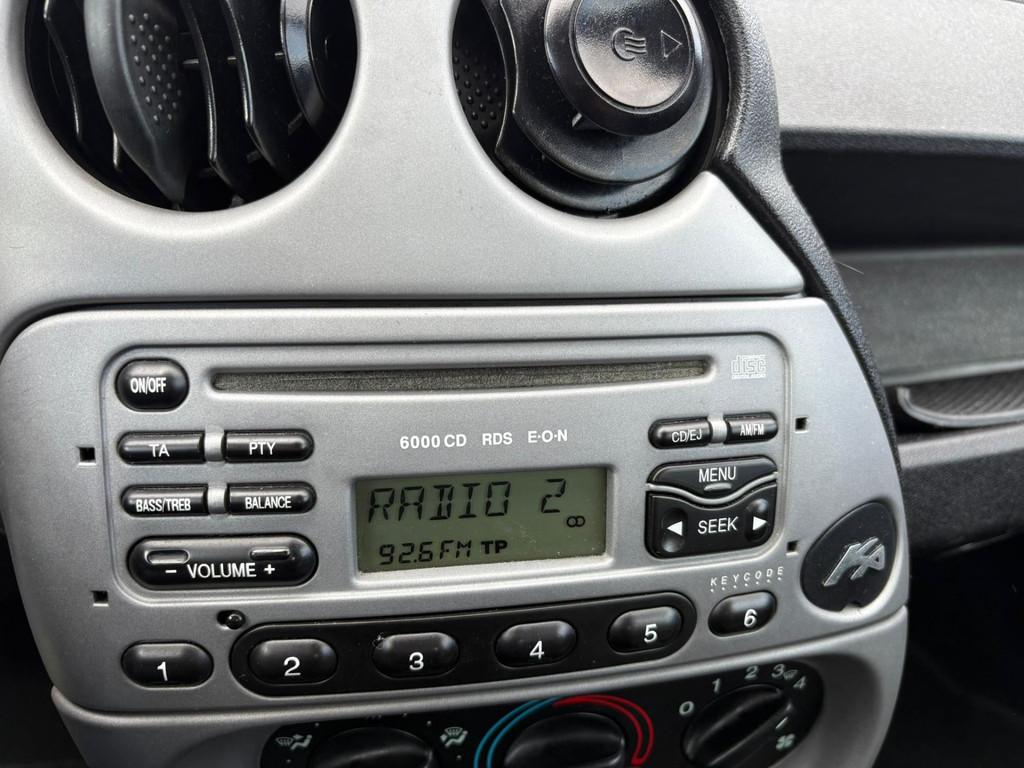 ON/OFF
disc
TA
PTY
6000 CD RDS E·O·N
CD/EJ
AM/FM
BASS/TREB
BALANCE
MENU
RADIO 2
SEEK
- VOLUME +
92.6 FM TP
KEYCODE
KA
1
2
3
4
5
6
0 1 2 3 4